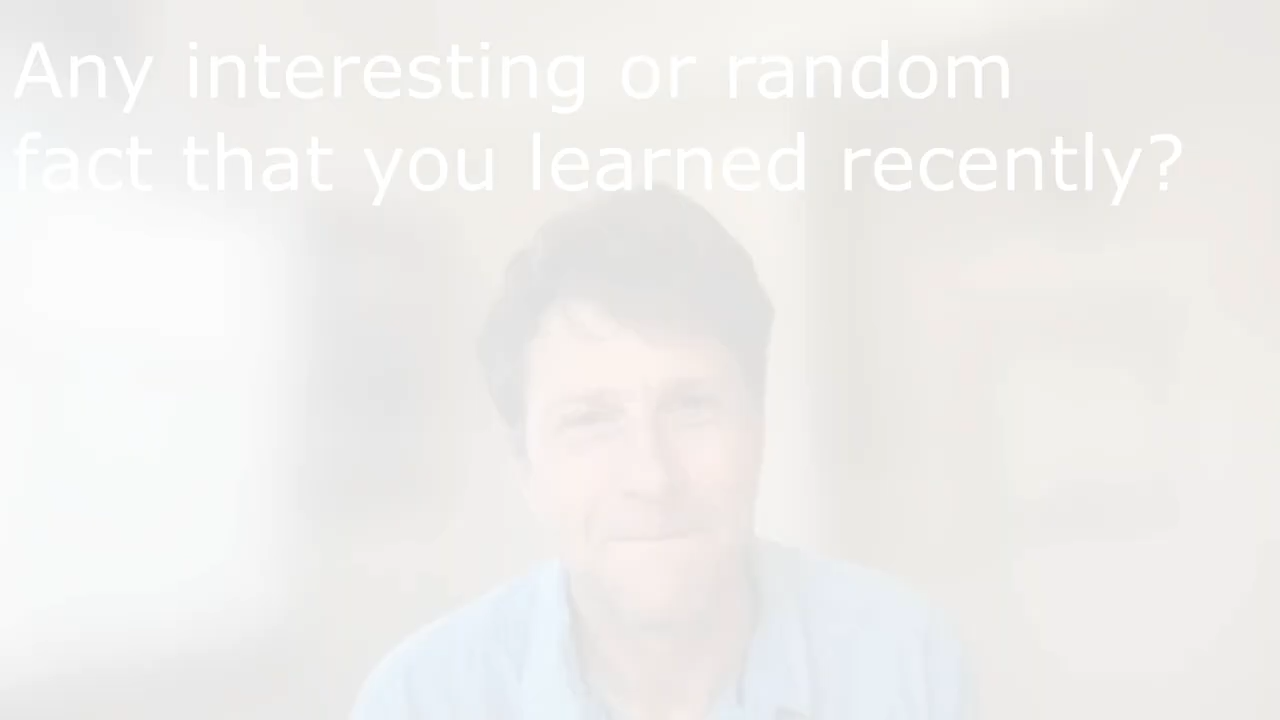 Any interesting or random
fact that you learned recently?